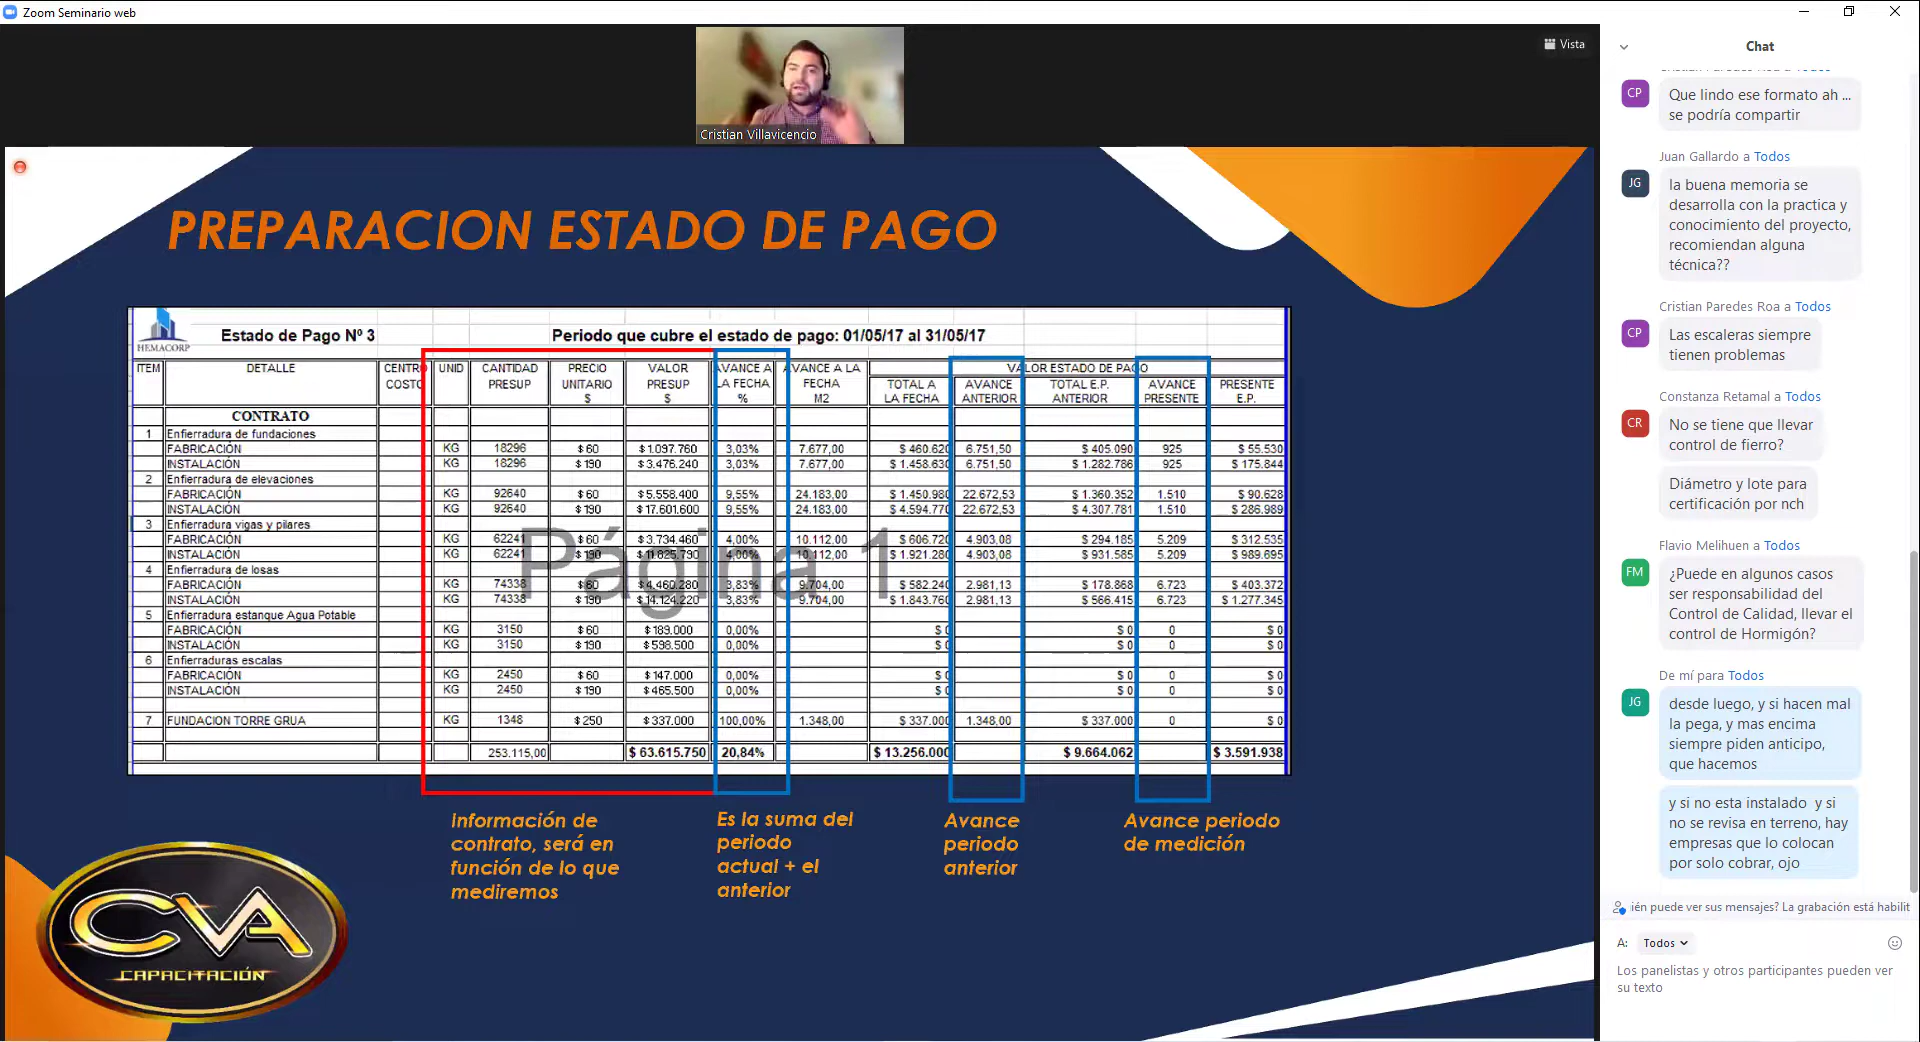 Zoom Seminario web
Vista
Cristian Villavicencio
PREPARACION ESTADO DE PAGO
HEMACORP
Estado de Pago Nº 3 Periodo que cubre el estado de pago: 01/05/17 al 31/05/17
ITEM DETALLE CENTRO COSTO UNID CANTIDAD PRESUP PRECIO UNITARIO $ VALOR PRESUP $ AVANCE A LA FECHA % AVANCE A LA FECHA M2 VALOR ESTADO DE PAGO
TOTAL A LA FECHA AVANCE ANTERIOR TOTAL E.P. ANTERIOR AVANCE PRESENTE PRESENTE E.P.
CONTRATO
1 Enfierradura de fundaciones
FABRICACIÓN KG 18296 $ 60 $ 1.097.760 3,03% 7.677,00 $ 460.620 6.751,50 $ 405.090 925 $ 55.530
INSTALACIÓN KG 18296 $ 190 $ 3.476.240 3,03% 7.677,00 $ 1.458.630 6.751,50 $ 1.282.786 925 $ 175.844
2 Enfierradura de elevaciones
FABRICACIÓN KG 92640 $ 60 $ 5.558.400 9,55% 24.183,00 $ 1.450.980 22.672,53 $ 1.360.352 1.510 $ 90.628
INSTALACIÓN KG 92640 $ 190 $ 17.601.600 9,55% 24.183,00 $ 4.594.770 22.672,53 $ 4.307.781 1.510 $ 286.989
3 Enfierradura vigas y pilares
FABRICACIÓN KG 62241 $ 60 $ 3.734.460 4,00% 10.112,00 $ 606.720 4.903,08 $ 294.185 5.209 $ 312.535
INSTALACIÓN KG 62241 $ 190 $ 11.825.790 4,00% 10.112,00 $ 1.921.280 4.903,08 $ 931.585 5.209 $ 989.695
4 Enfierradura de losas
FABRICACIÓN KG 74338 $ 60 $ 4.460.280 3,83% 9.704,00 $ 582.240 2.981,13 $ 178.868 6.723 $ 403.372
INSTALACIÓN KG 74338 $ 190 $ 14.124.220 3,83% 9.704,00 $ 1.843.760 2.981,13 $ 566.415 6.723 $ 1.277.345
5 Enfierradura estanque Agua Potable
FABRICACIÓN KG 3150 $ 60 $ 189.000 0,00% $ 0 $ 0 0 $ 0
INSTALACIÓN KG 3150 $ 190 $ 598.500 0,00% $ 0 $ 0 0 $ 0
6 Enfierraduras escalas
FABRICACIÓN KG 2450 $ 60 $ 147.000 0,00% $ 0 $ 0 0 $ 0
INSTALACIÓN KG 2450 $ 190 $ 465.500 0,00% $ 0 $ 0 0 $ 0
7 FUNDACION TORRE GRUA KG 1348 $ 250 $ 337.000 100,00% 1.348,00 $ 337.000 1.348,00 $ 337.000 0 $ 0
253.115,00 $ 63.615.750 20,84% $ 13.256.000 $ 9.664.062 $ 3.591.938
Página 1
Información de
contrato, será en
función de lo que
mediremos
Es la suma del
periodo
actual + el
anterior
Avance
periodo
anterior
Avance periodo
de medición
CVA
CAPACITACIÓN
Chat
Cristian Paredes Roa a Todos
CP
Que lindo ese formato ah ...
se podría compartir
Juan Gallardo a Todos
JG
la buena memoria se
desarrolla con la practica y
conocimiento del proyecto,
recomiendan alguna
técnica??
Cristian Paredes Roa a Todos
CP
Las escaleras siempre
tienen problemas
Constanza Retamal a Todos
CR
No se tiene que llevar
control de fierro?
Diámetro y lote para
certificación por nch
Flavio Melihuen a Todos
FM
¿Puede en algunos casos
ser responsabilidad del
Control de Calidad, llevar el
control de Hormigón?
De mí para Todos
JG
desde luego, y si hacen mal
la pega, y mas encima
siempre piden anticipo,
que hacemos
y si no esta instalado y si
no se revisa en terreno, hay
empresas que lo colocan
por solo cobrar, ojo
ién puede ver sus mensajes? La grabación está habilit
A: Todos
Los panelistas y otros participantes pueden ver
su texto